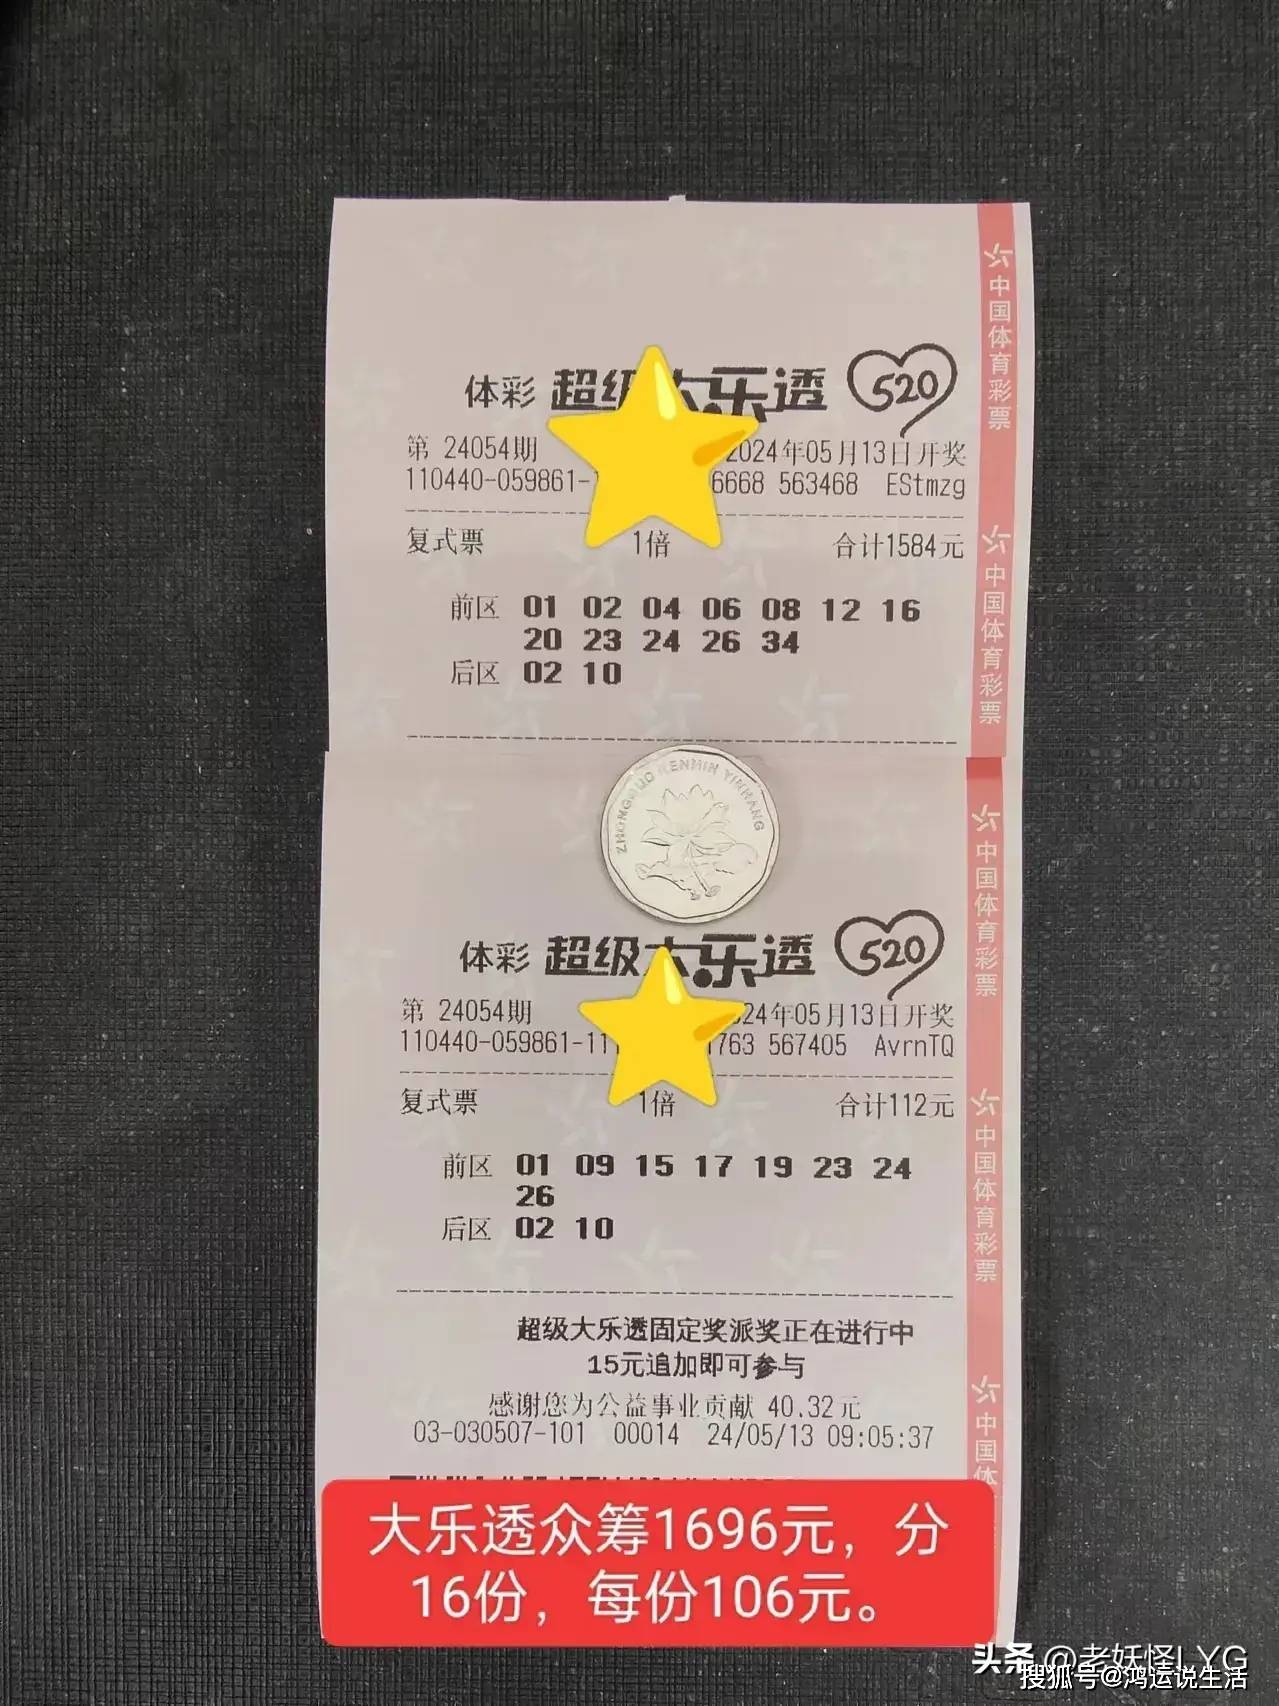 体彩 超级大乐透 520
第 24054期 2024年05月13日开奖
110440-059861-1 6668 563468 EStmzg
复式票 1倍 合计1584元
前区 01 02 04 06 08 12 16
20 23 24 26 34
后区 02 10
ZHONGGUO RENMIN YINHANG
体彩 超级大乐透 520
第 24054期 024年05月13日开奖
110440-059861-11 1763 567405 AvrnTQ
复式票 1倍 合计112元
前区 01 09 15 17 19 23 24
26
后区 02 10
超级大乐透固定奖派奖正在进行中
15元追加即可参与
感谢您为公益事业贡献 40.32元
03-030507-101 00014 24/05/13 09:05:37
中国体育彩票
中国体育彩票
中国体育彩票
中国体育彩票
中国体
大乐透众筹1696元，分
16份，每份106元。
头条 @老妖怪LYG
搜狐号@鸿运说生活